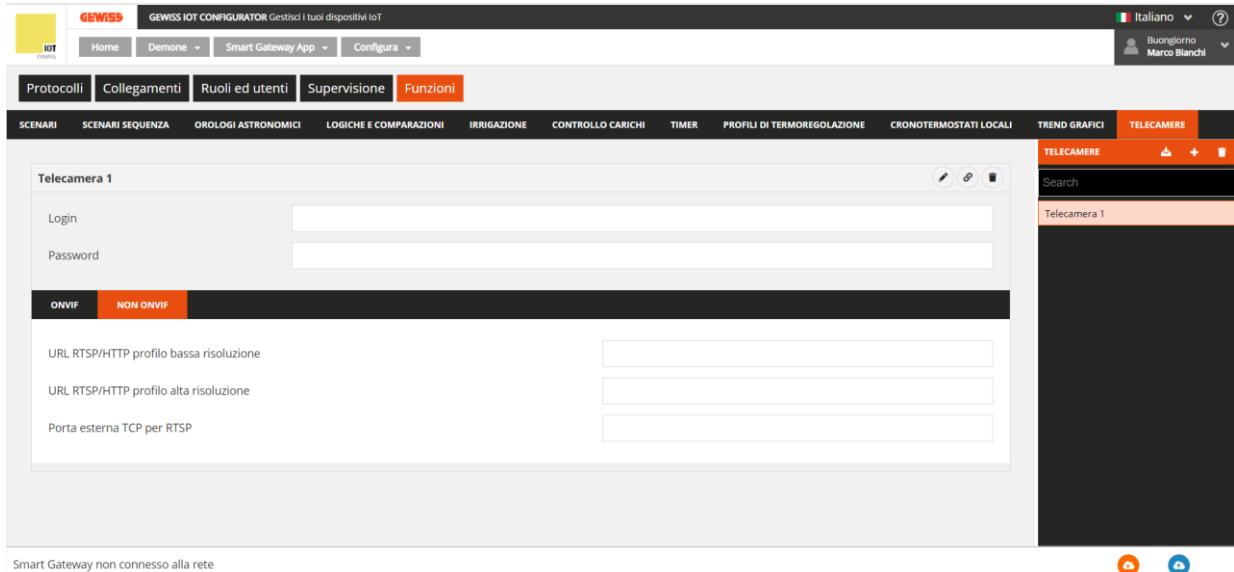 GEWISS GEWISS IOT CONFIGURATOR Gestisci i tuoi dispositivi IoT Italiano ?
IOT
Home Demone Smart Gateway App Configura
Buongiorno
Marco Bianchi
Protocolli Collegamenti Ruoli ed utenti Supervisione Funzioni
SCENARI SCENARI SEQUENZA OROLOGI ASTRONOMICI LOGICHE E COMPARAZIONI IRRIGAZIONE CONTROLLO CARICHI TIMER PROFILI DI TERMOREGOLAZIONE CRONOTERMOSTATI LOCALI TREND GRAFICI TELECAMERE
TELECAMERE
Search
Telecamera 1
Telecamera 1
Login
Password
ONVIF NON ONVIF
URL RTSP/HTTP profilo bassa risoluzione
URL RTSP/HTTP profilo alta risoluzione
Porta esterna TCP per RTSP
Smart Gateway non connesso alla rete